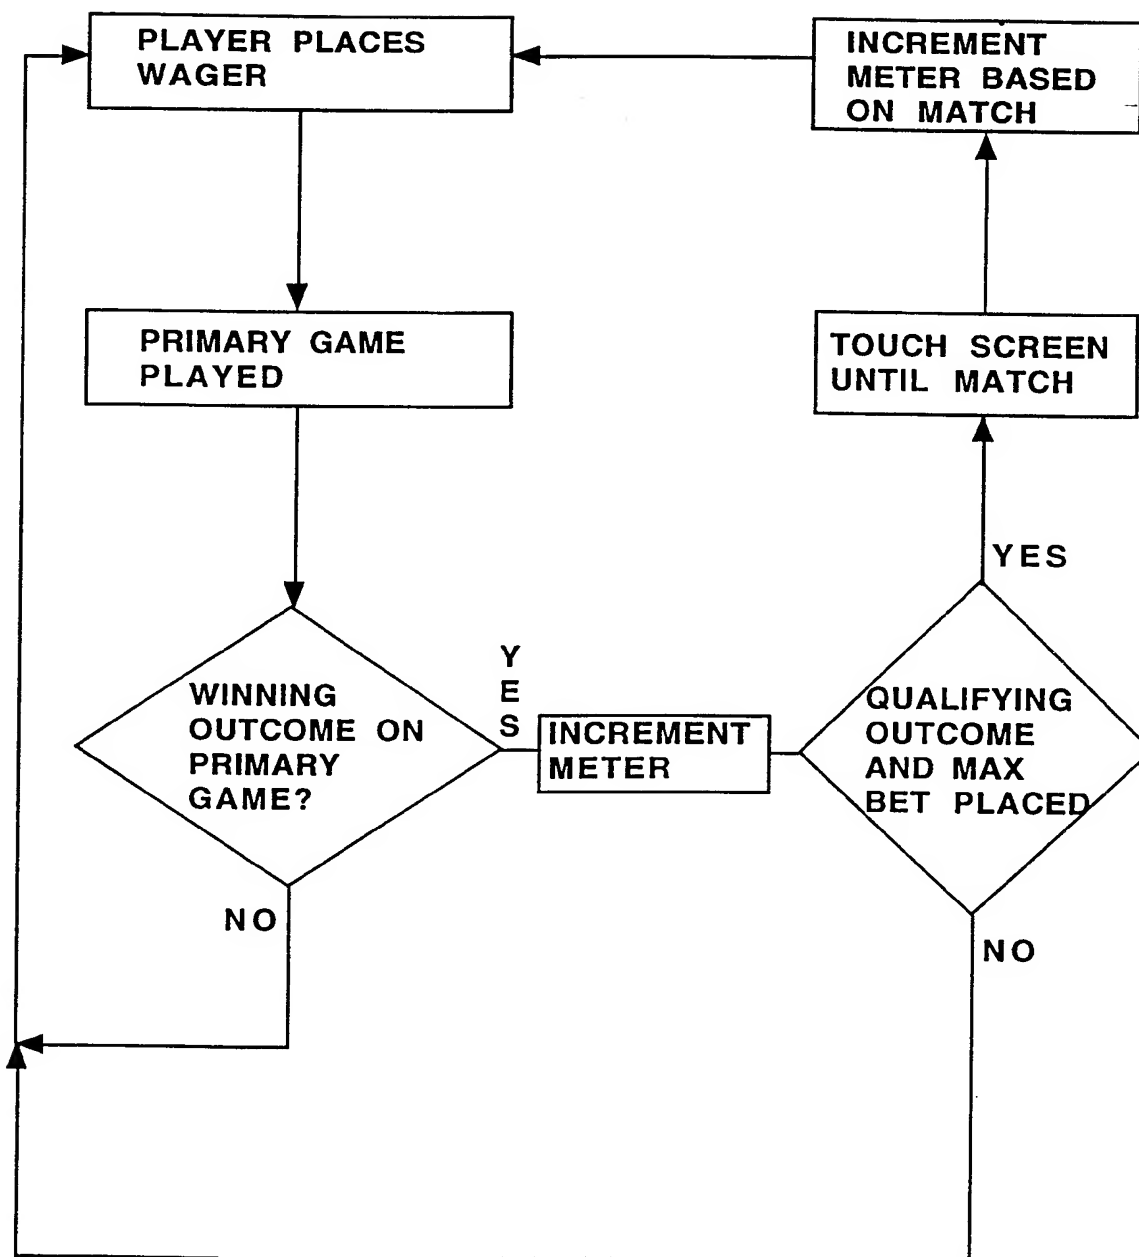 PLAYER PLACES
WAGER
INCREMENT
METER BASED
ON MATCH
PRIMARY GAME
PLAYED
TOUCH SCREEN
UNTIL MATCH
YES
WINNING
OUTCOME ON
PRIMARY
GAME?
YES
INCREMENT
METER
QUALIFYING
OUTCOME
AND MAX
BET PLACED
NO
NO